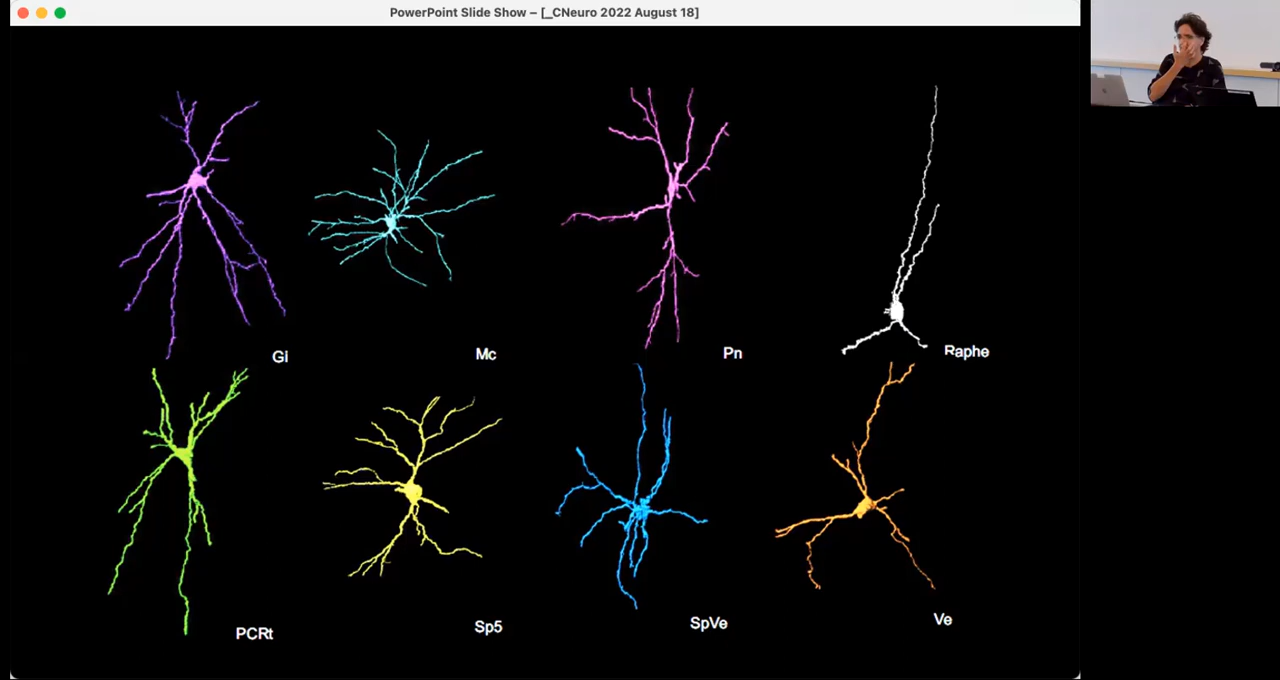 PowerPoint Slide Show – [_CNeuro 2022 August 18]
Gi
Mc
Pn
Raphe
PCRt
Sp5
SpVe
Ve